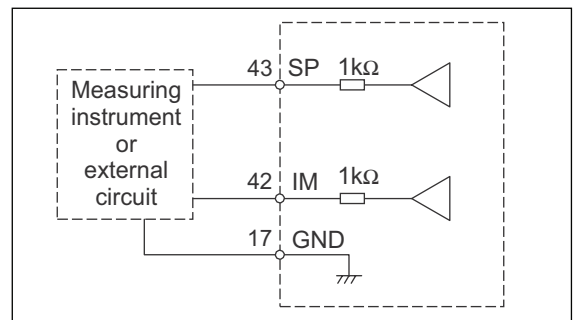 Measuring
instrument
or
external
circuit
43 SP 1kΩ
42 IM 1kΩ
17 GND